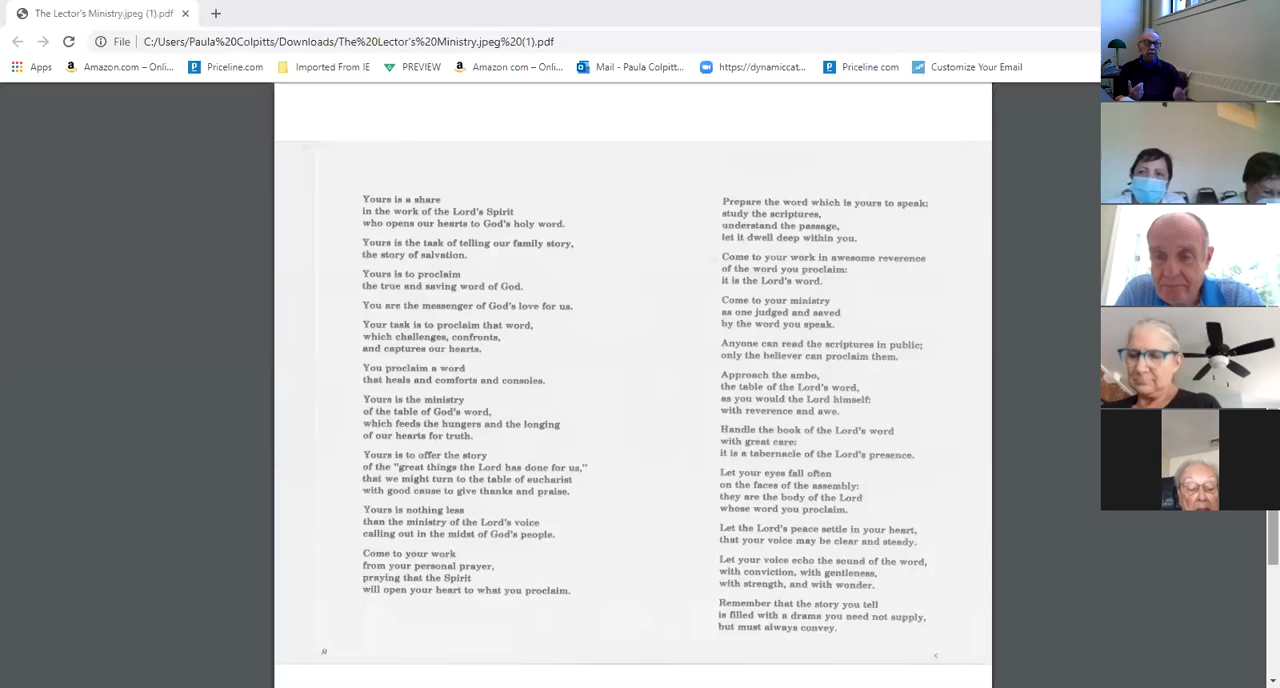 The Lector's Ministry.jpeg (1).pdf
File
C:/Users/Paula%20Colpitts/Downloads/The%20Lector's%20Ministry.jpeg%20(1).pdf
Apps
Amazon.com – Onli...
Priceline.com
Imported From IE
PREVIEW
Amazon com – Onli...
Mail - Paula Colpitt...
https://dynamiccat...
Priceline com
Customize Your Email
Yours is a share
in the work of the Lord's Spirit
who opens our hearts to God's holy word.
Yours is the task of telling our family story,
the story of salvation.
Yours is to proclaim
the true and saving word of God.
You are the messenger of God's love for us.
Your task is to proclaim that word,
which challenges, confronts,
and captures our hearts.
You proclaim a word
that heals and comforts and consoles.
Yours is the ministry
of the table of God's word,
which feeds the hungers and the longing
of our hearts for truth.
Yours is to offer the story
of the "great things the Lord has done for us,"
that we might turn to the table of eucharist
with good cause to give thanks and praise.
Yours is nothing less
than the ministry of the Lord's voice
calling out in the midst of God's people.
Come to your work
from your personal prayer,
praying that the Spirit
will open your heart to what you proclaim.
Prepare the word which is yours to speak:
study the scriptures,
understand the passage,
let it dwell deep within you.
Come to your work in awesome reverence
of the word you proclaim:
it is the Lord's word.
Come to your ministry
as one judged and saved
by the word you speak.
Anyone can read the scriptures in public;
only the believer can proclaim them.
Approach the ambo,
the table of the Lord's word,
as you would the Lord himself:
with reverence and awe.
Handle the book of the Lord's word
with great care:
it is a tabernacle of the Lord's presence.
Let your eyes fall often
on the faces of the assembly:
they are the body of the Lord
whose word you proclaim.
Let the Lord's peace settle in your heart,
that your voice may be clear and steady.
Let your voice echo the sound of the word,
with conviction, with gentleness,
with strength, and with wonder.
Remember that the story you tell
is filled with a drama you need not supply,
but must always convey.